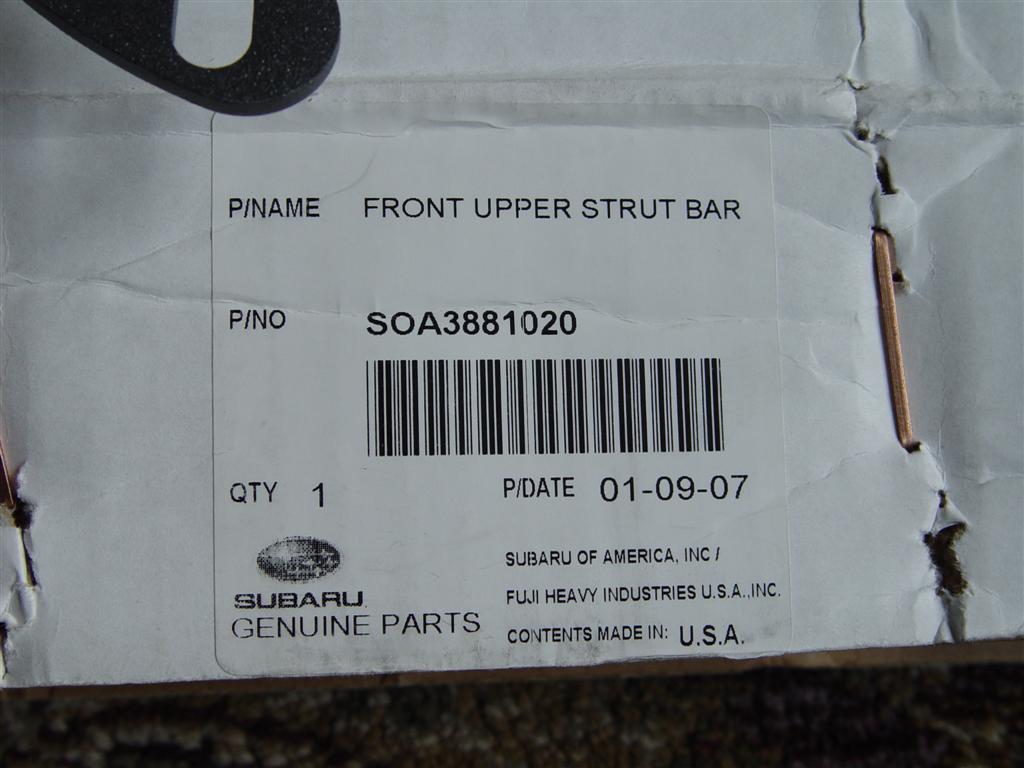 P/NAME FRONT UPPER STRUT BAR
P/NO SOA3881020
QTY 1 P/DATE 01-09-07
SUBARU OF AMERICA, INC /
FUJI HEAVY INDUSTRIES U.S.A.,INC.
CONTENTS MADE IN: U.S.A.
SUBARU
GENUINE PARTS